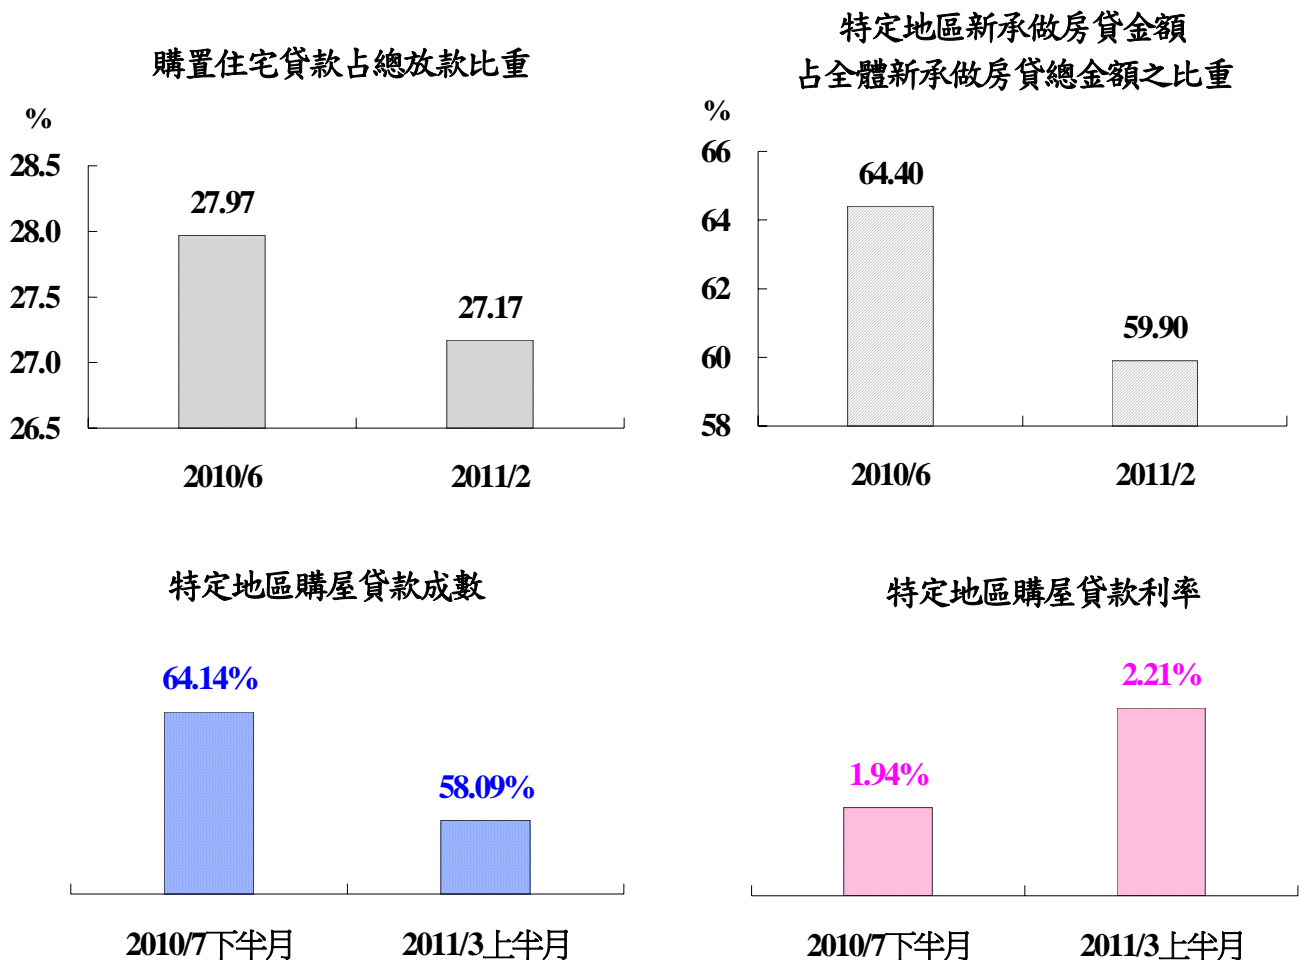 購置住宅貸款占總放款比重
%
28.5
28.0
27.5
27.0
26.5
27.97
27.17
2010/6
2011/2
特定地區新承做房貸金額
占全體新承做房貸總金額之比重
%
66
64
62
60
58
64.40
59.90
2010/6
2011/2
特定地區購屋貸款成數
64.14%
58.09%
2010/7下半月
2011/3上半月
特定地區購屋貸款利率
1.94%
2.21%
2010/7下半月
2011/3上半月